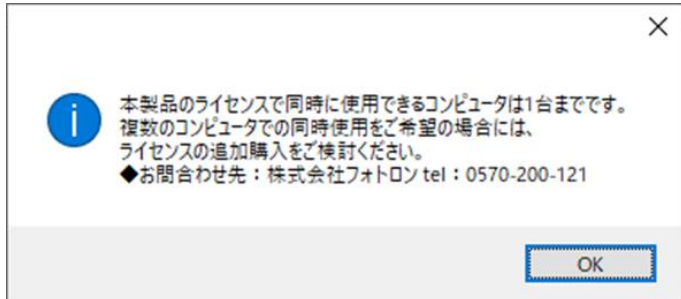 本製品のライセンスで同時に使用できるコンピュータは1台までです。
複数のコンピュータでの同時使用をご希望の場合には、
ライセンスの追加購入をご検討ください。
◆お問合わせ先：株式会社フォトロン tel：0570-200-121
OK